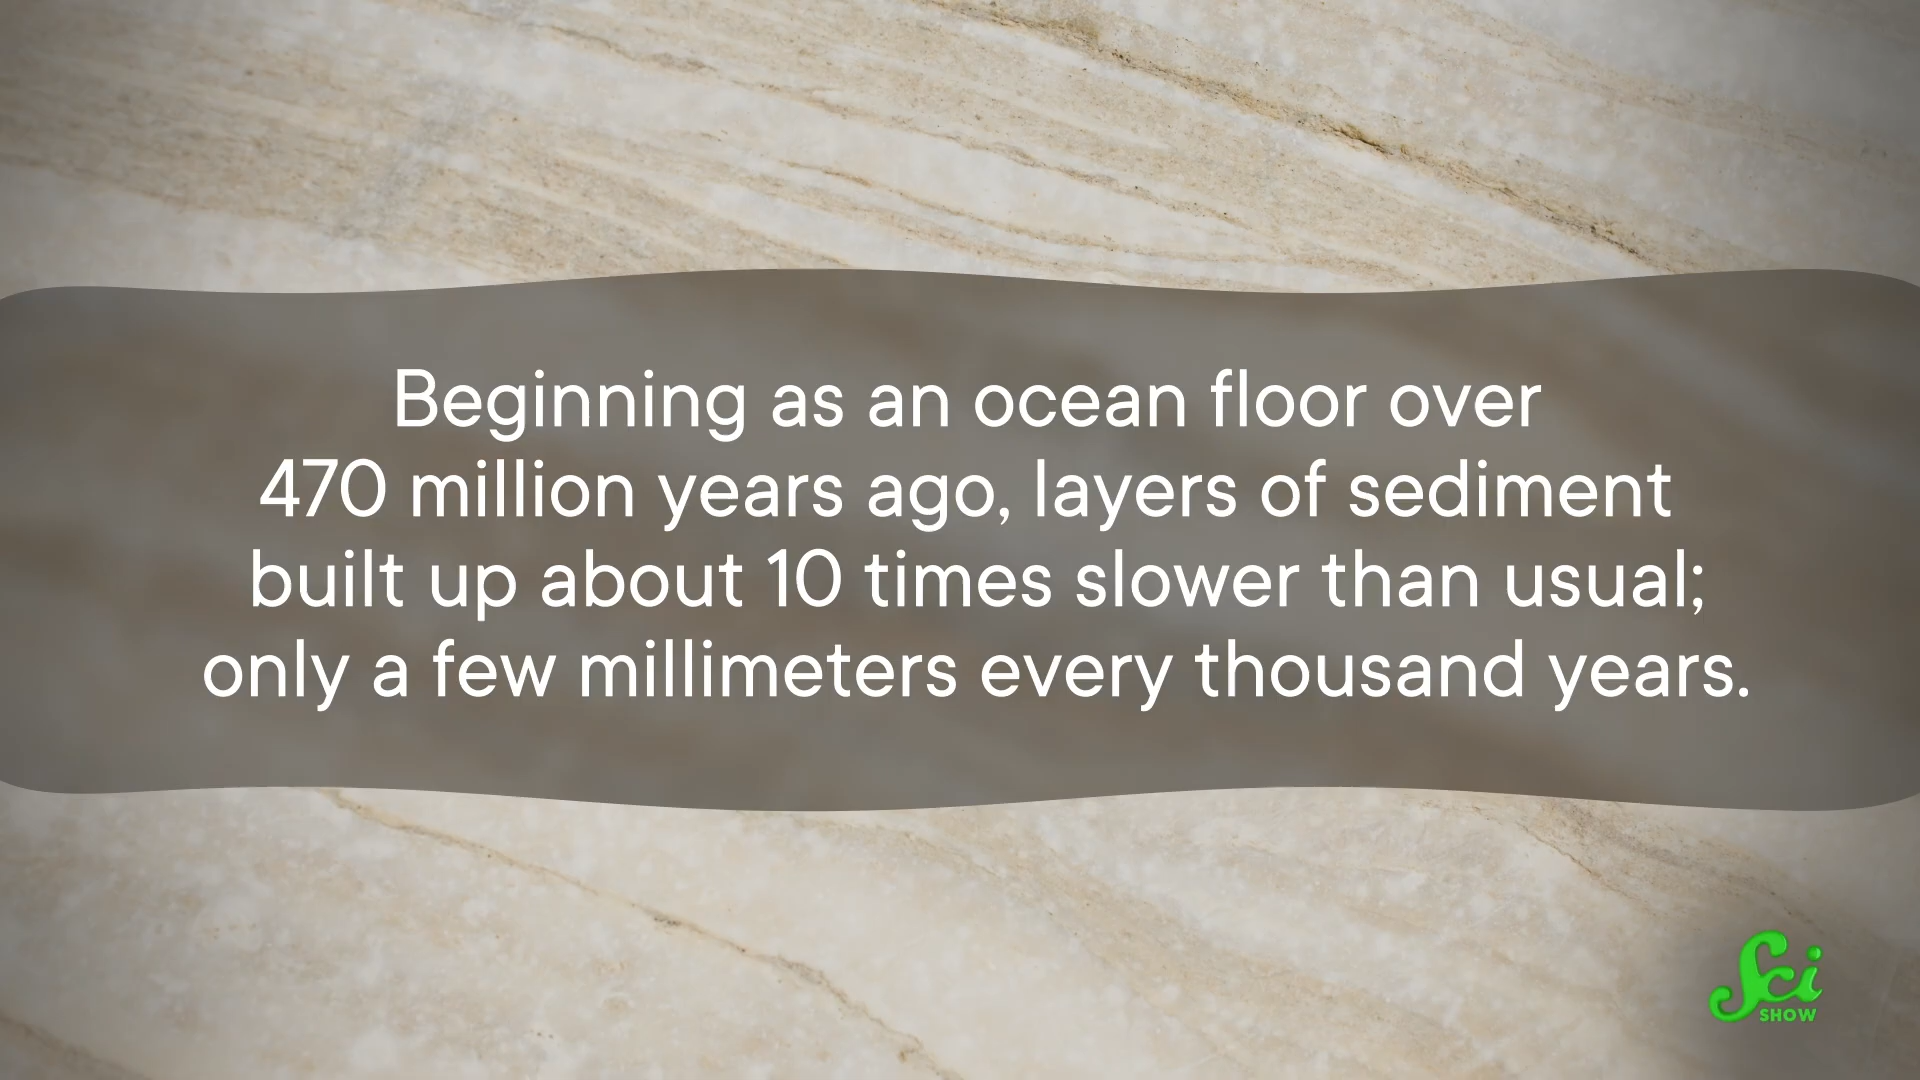 Beginning as an ocean floor over
470 million years ago, layers of sediment
built up about 10 times slower than usual;
only a few millimeters every thousand years.
Sci
SHOW